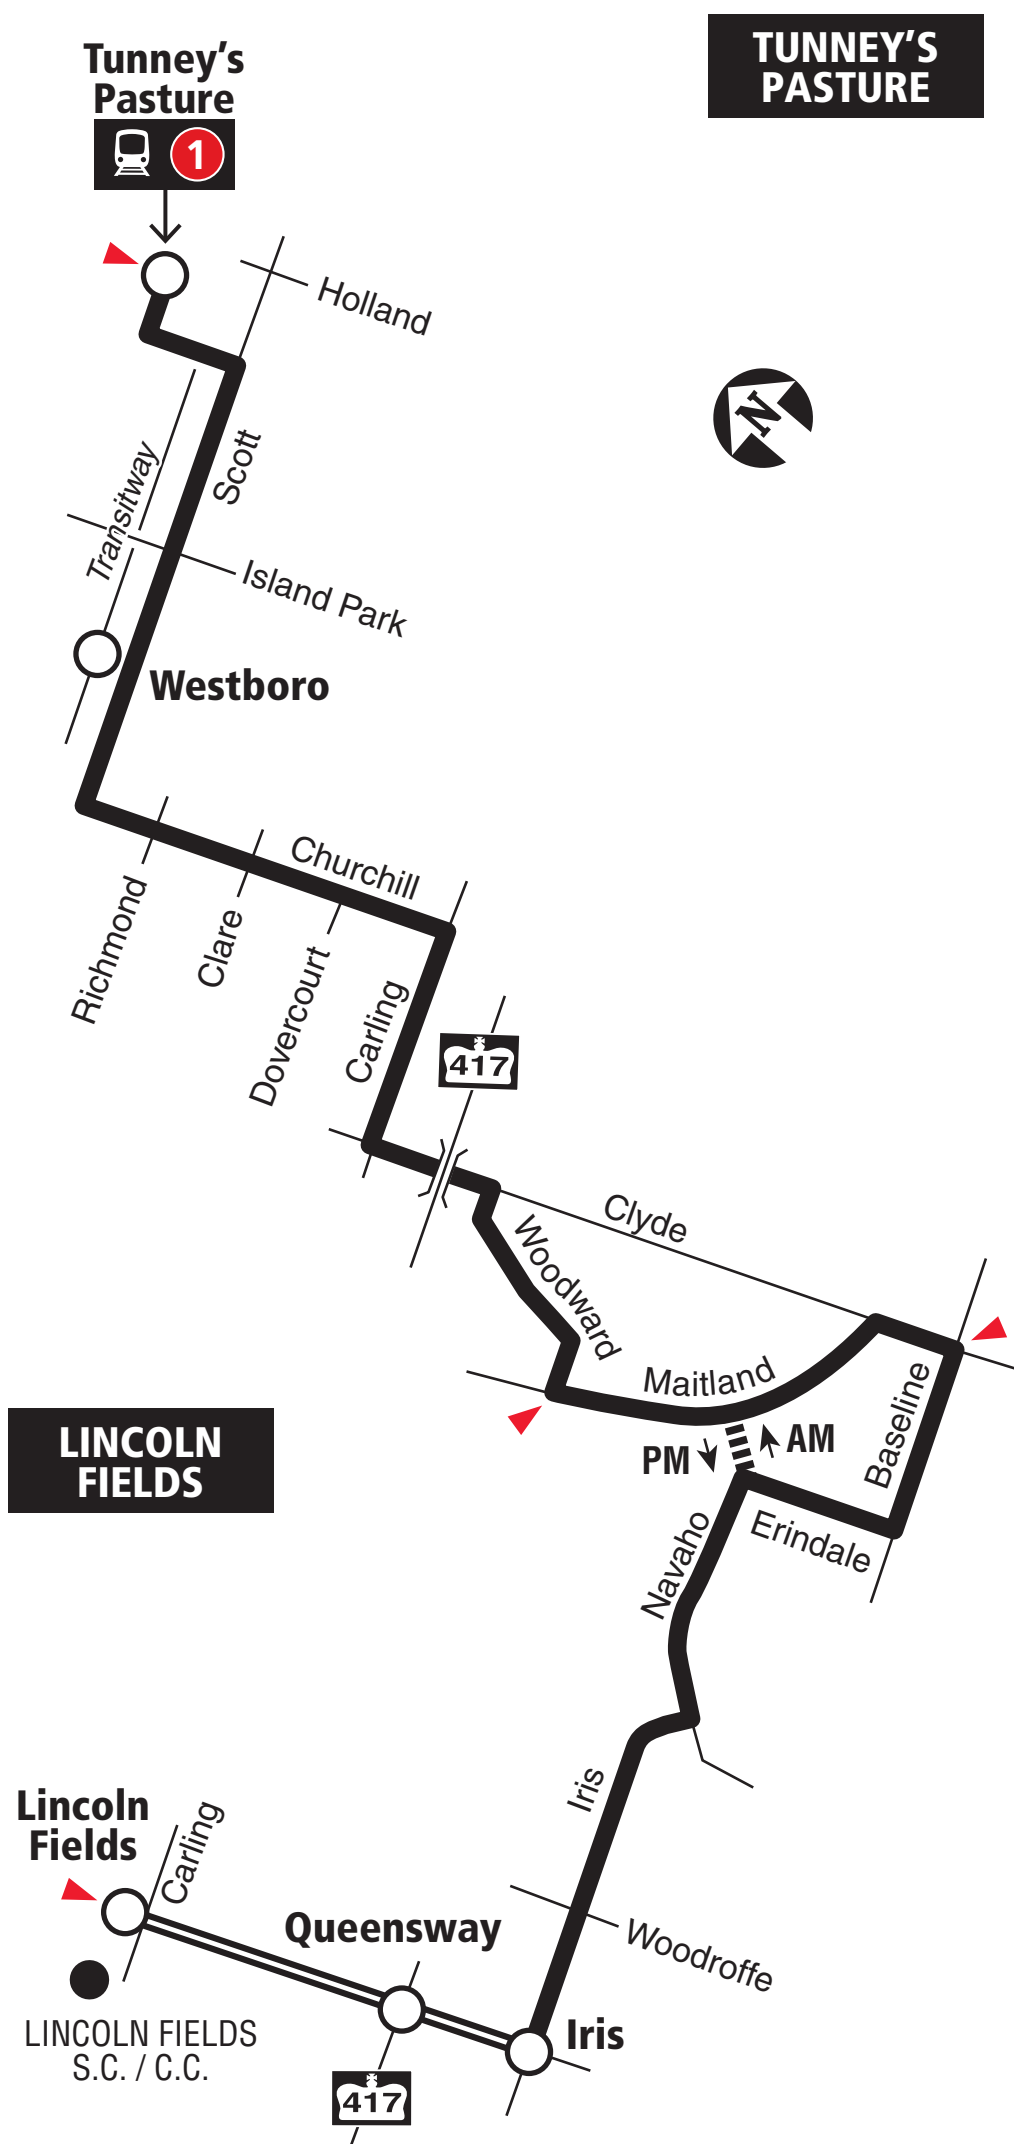 TUNNEY'S
PASTURE
Tunney's
Pasture
1
Holland
N
Scott
Transitway
Island Park
Westboro
Churchill
Richmond
Clare
Dovercourt
Carling
417
Clyde
Woodward
Maitland
Baseline
LINCOLN
FIELDS
PM
AM
Navaho
Erindale
Iris
Lincoln
Fields
Carling
Queensway
Woodroffe
Iris
LINCOLN FIELDS
S.C. / C.C.
417